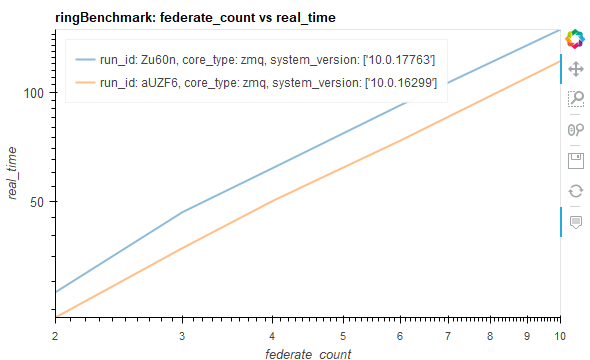 ringBenchmark: federate_count vs real_time
run_id: Zu60n, core_type: zmq, system_version: ['10.0.17763']
run_id: aUZF6, core_type: zmq, system_version: ['10.0.16299']
100
50
real_time
2
3
4
5
6
7
8
9
10
federate_count